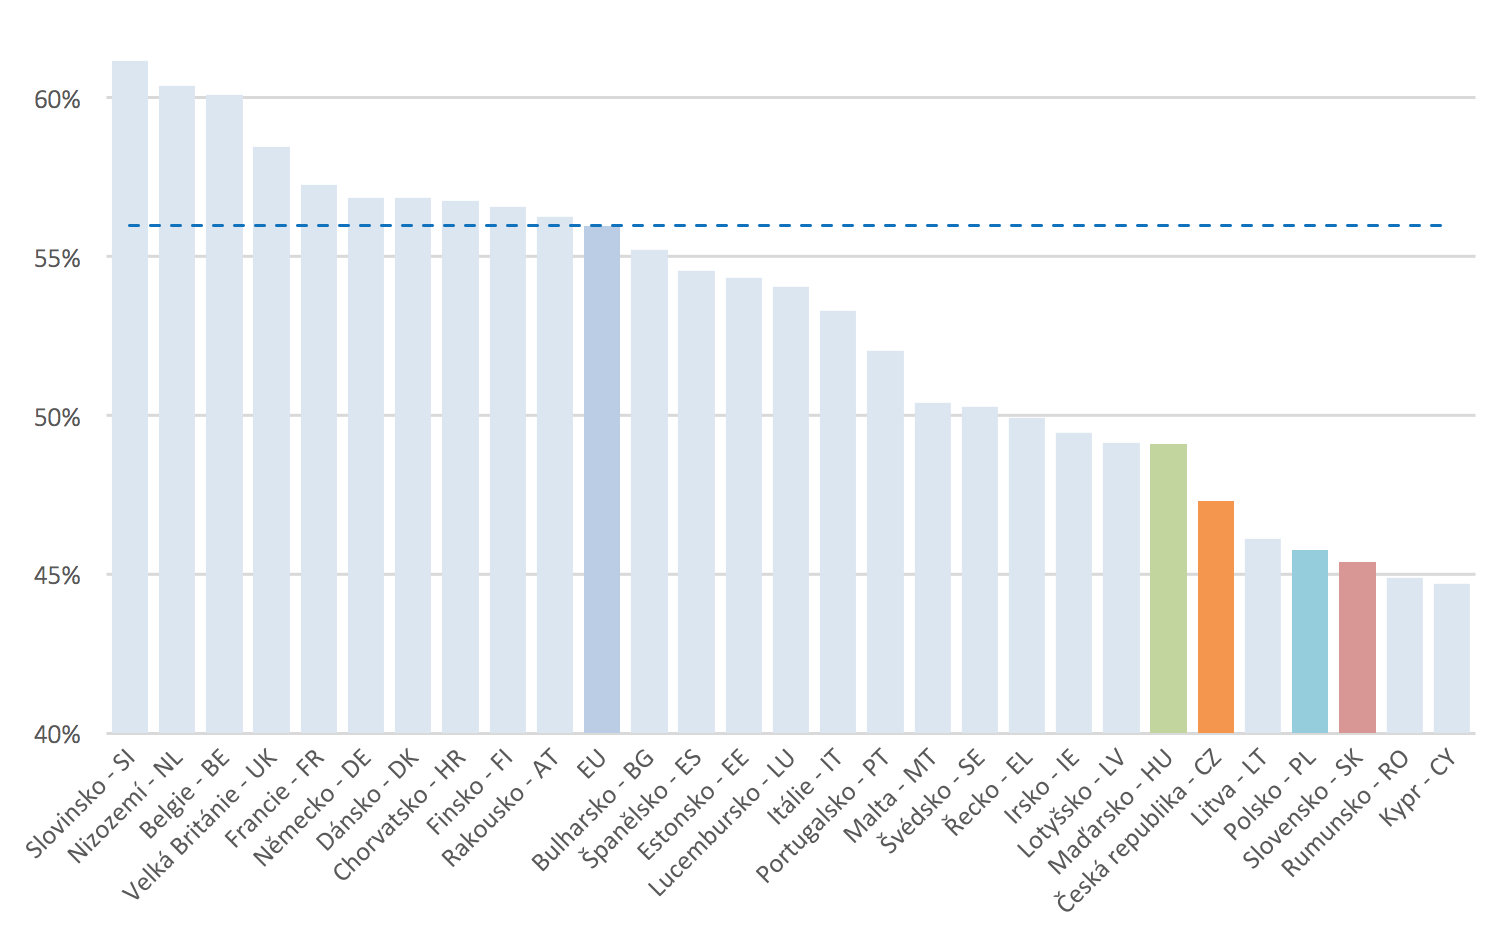 60%
55%
50%
45%
40%
Slovinsko - SI
Nizozemí - NL
Belgie - BE
Velká Británie - UK
Francie - FR
Německo - DE
Dánsko - DK
Chorvatsko - HR
Finsko - FI
Rakousko - AT
EU
Bulharsko - BG
Španělsko - ES
Estonsko - EE
Lucembursko - LU
Itálie - IT
Portugalsko - PT
Malta - MT
Švédsko - SE
Řecko - EL
Irsko - IE
Lotyšsko - LV
Maďarsko - HU
Česká republika - CZ
Litva - LT
Polsko - PL
Slovensko - SK
Rumunsko - RO
Kypr - CY